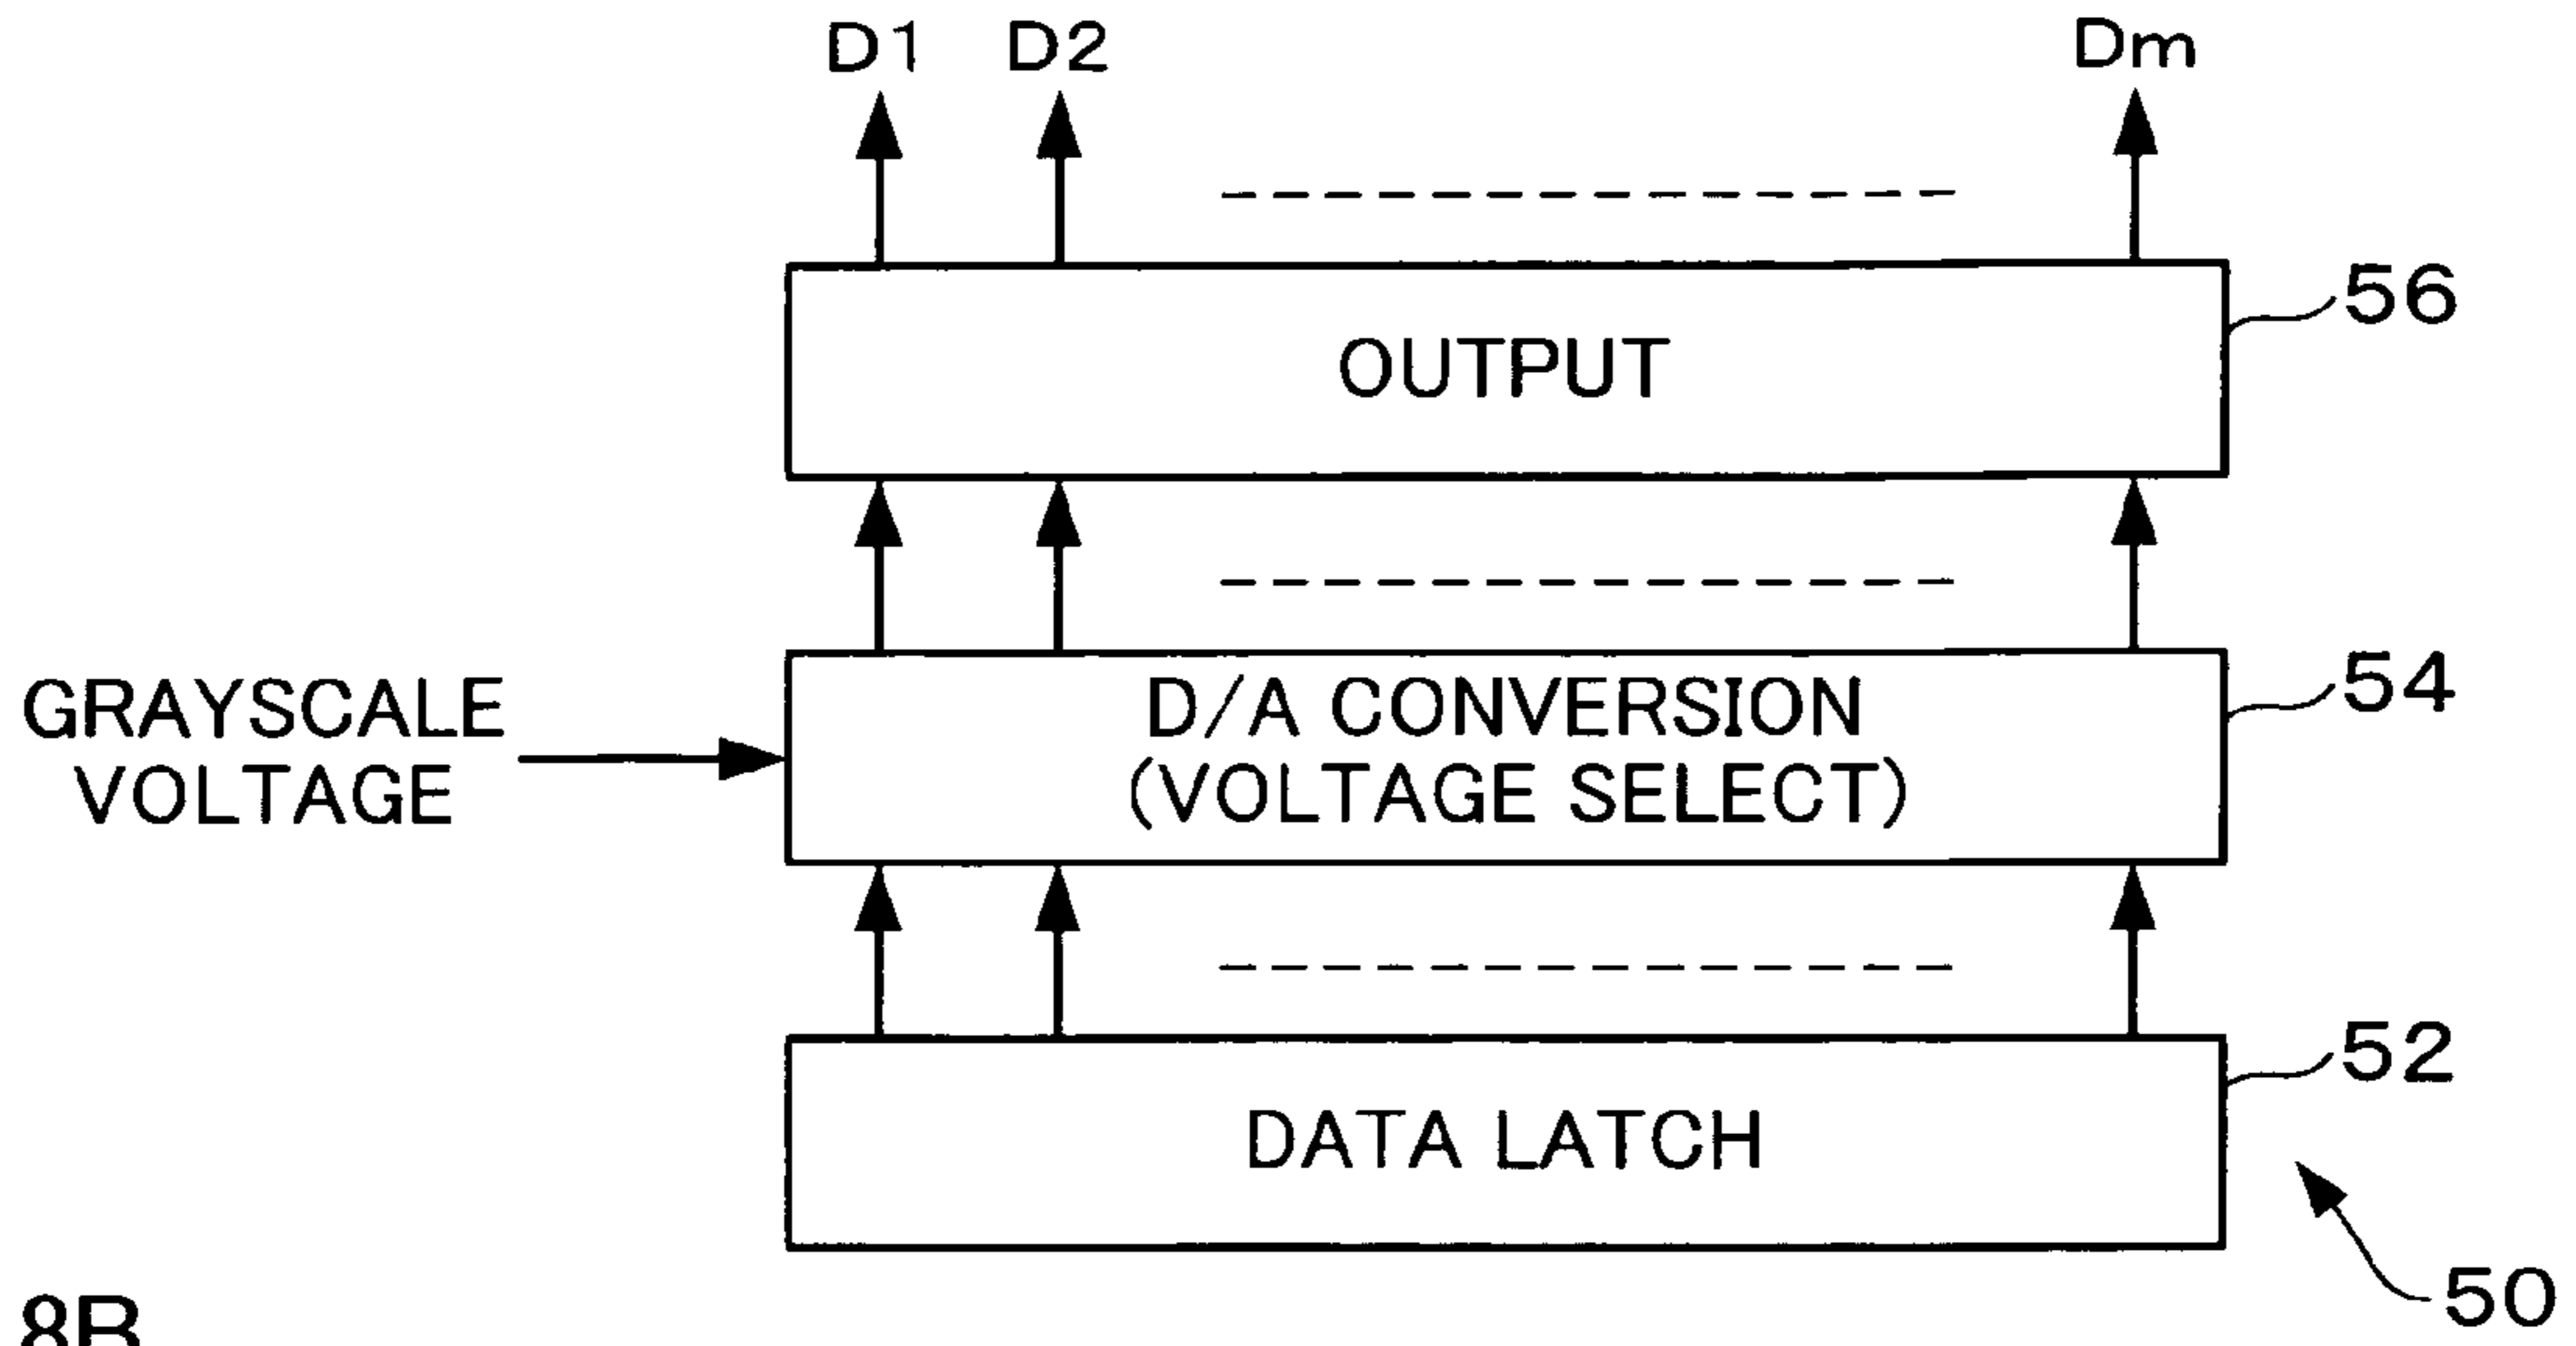 D1 D2 Dm
OUTPUT
56
GRAYSCALE
VOLTAGE
D/A CONVERSION
(VOLTAGE SELECT)
54
DATA LATCH
52
50